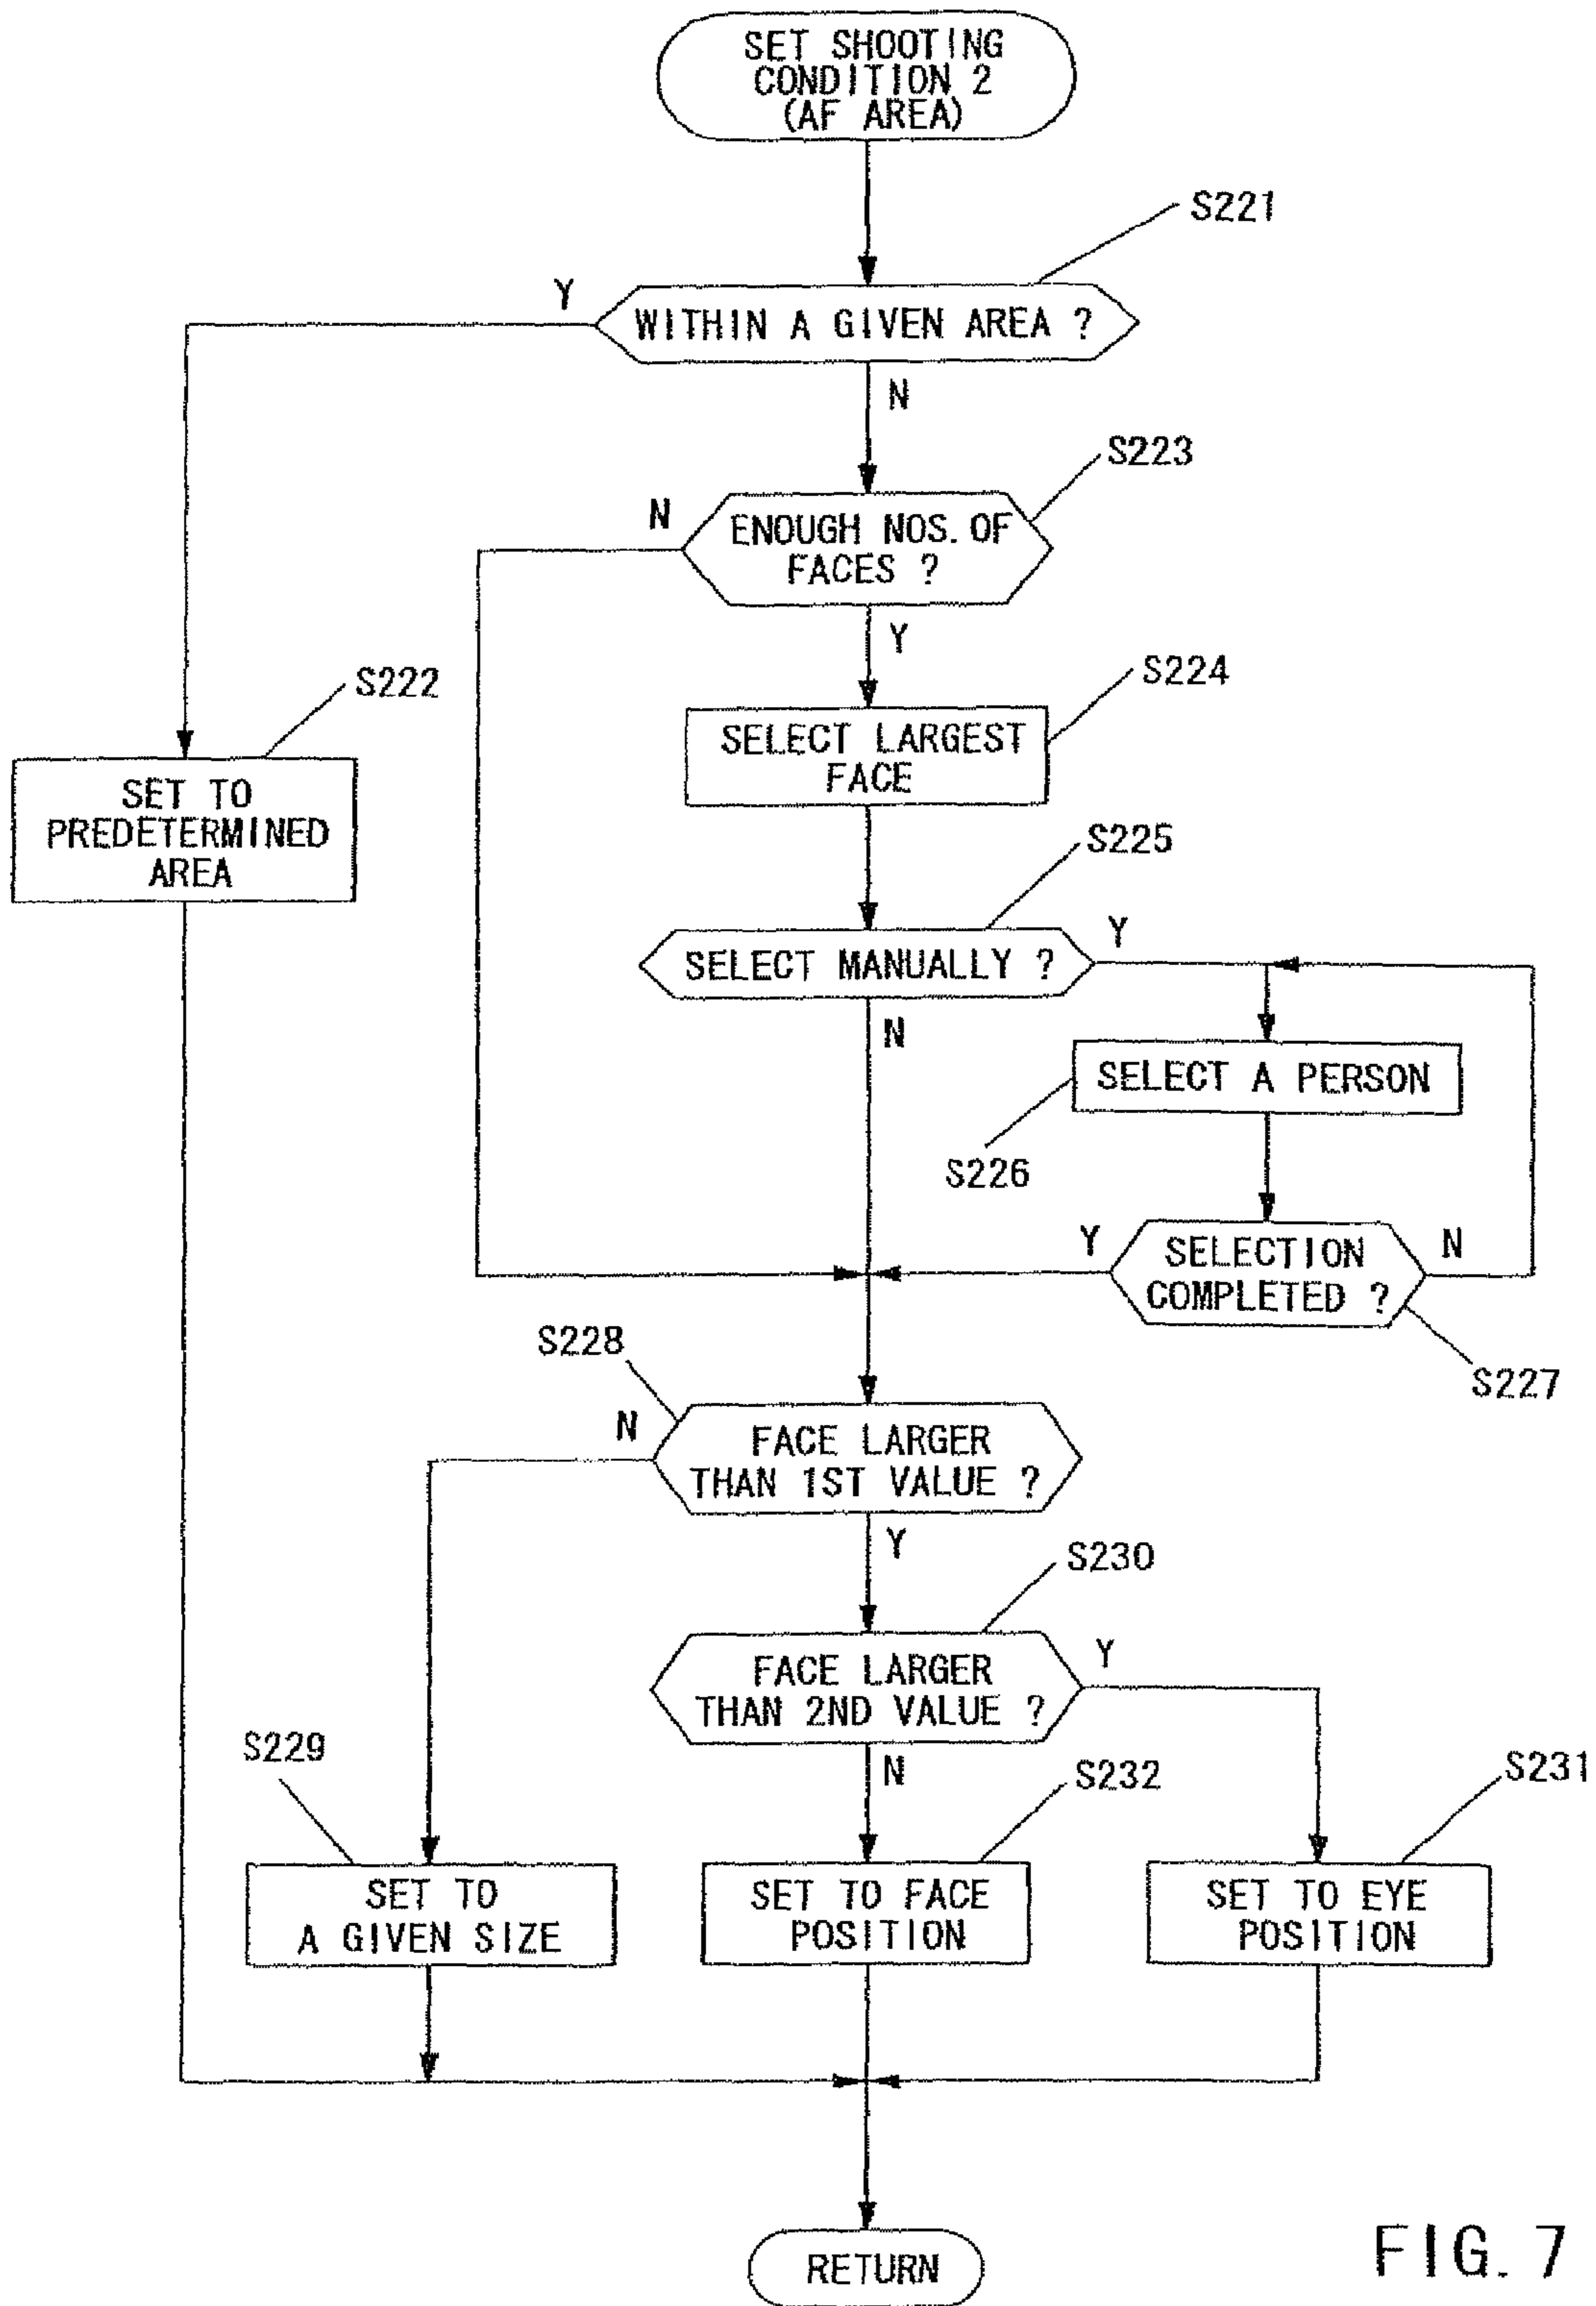 SET SHOOTING
CONDITION 2
(AF AREA)
S221
Y
WITHIN A GIVEN AREA ?
N
S223
N
ENOUGH NOS. OF
FACES ?
Y
S222
S224
SET TO
PREDETERMINED
AREA
SELECT LARGEST
FACE
S225
Y
SELECT MANUALLY ?
N
SELECT A PERSON
S226
Y
SELECTION
COMPLETED ?
N
S227
S228
N
FACE LARGER
THAN 1ST VALUE ?
Y
S230
FACE LARGER
THAN 2ND VALUE ?
Y
N
S229
S232
S231
SET TO
A GIVEN SIZE
SET TO FACE
POSITION
SET TO EYE
POSITION
RETURN
FIG. 7